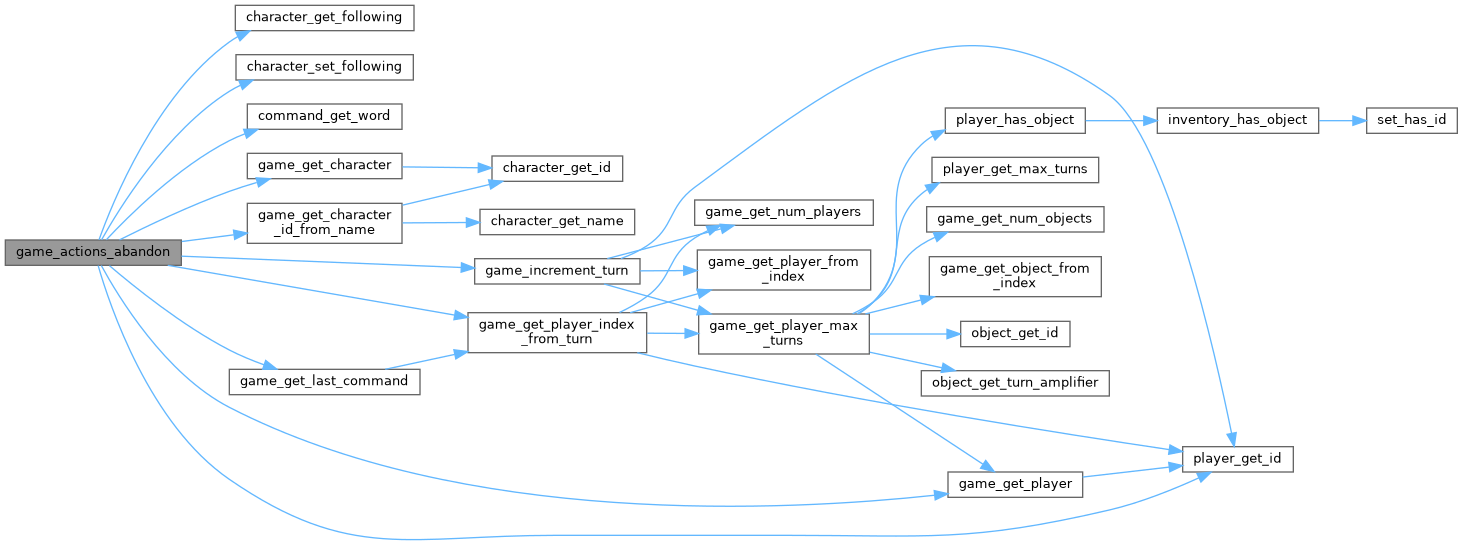 character_get_following
character_set_following
command_get_word
game_get_character
game_get_character
_id_from_name
game_actions_abandon
game_get_last_command
character_get_id
character_get_name
game_increment_turn
game_get_player_index
_from_turn
game_get_num_players
game_get_player_from
_index
game_get_player_max
_turns
player_has_object
player_get_max_turns
game_get_num_objects
game_get_object_from
_index
object_get_id
object_get_turn_amplifier
game_get_player
inventory_has_object
player_get_id
set_has_id